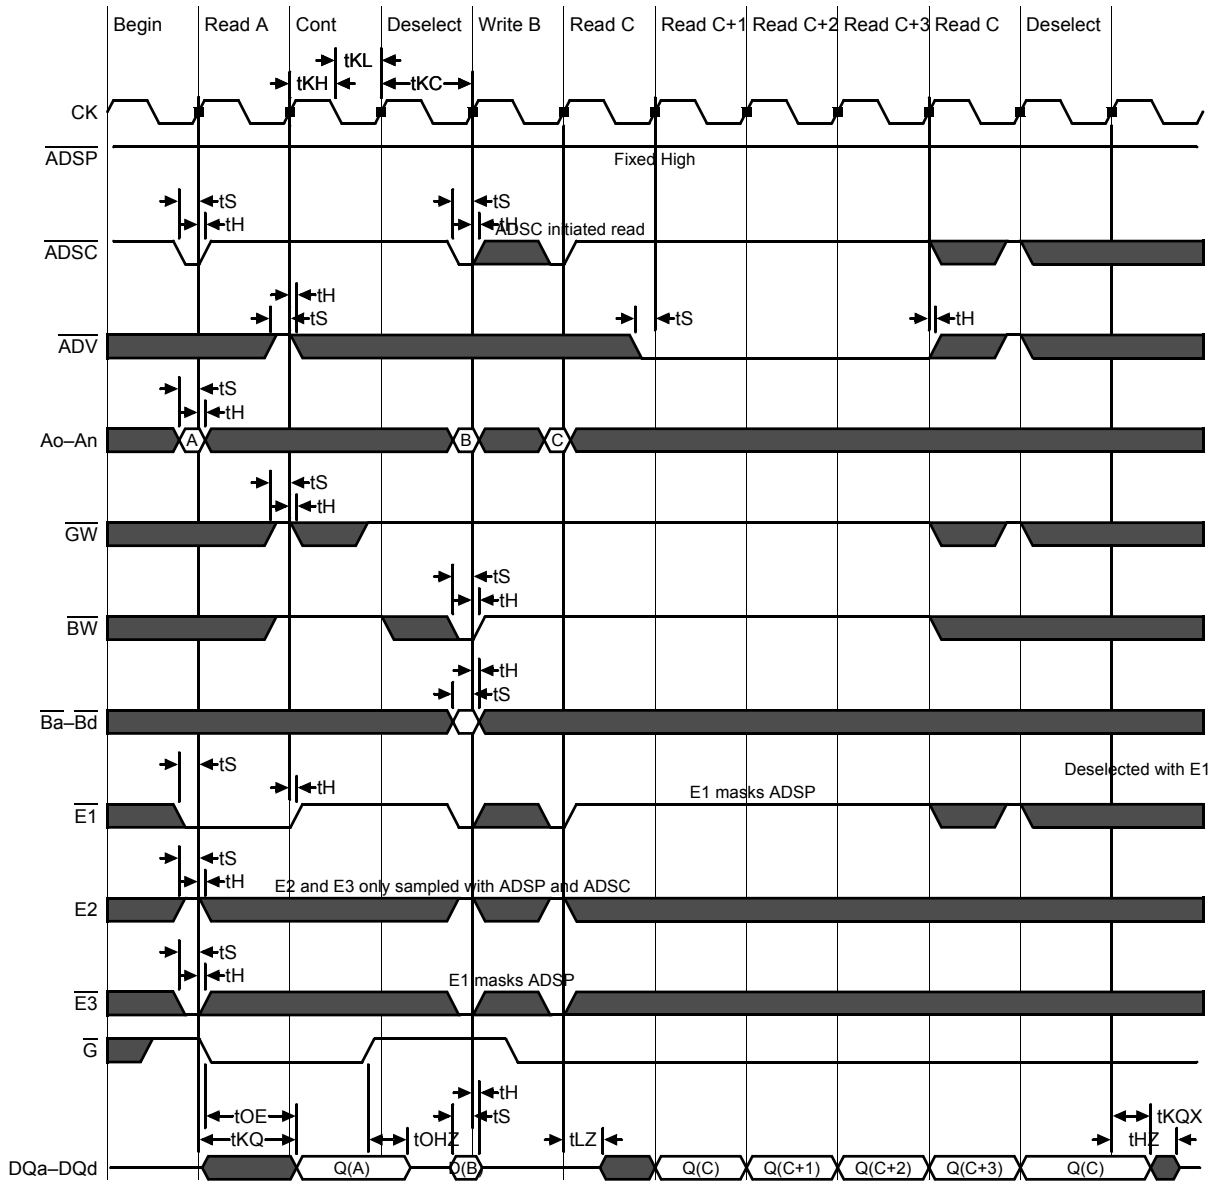 Begin Read A Cont Deselect Write B Read C Read C+1 Read C+2 Read C+3 Read C Deselect
tKL
tKH tKC
CK
ADSP
Fixed High
tS tS
tH tH
ADSC initiated read
ADSC
tH
tS tS tH
ADV
tS
tH
Ao–An A B C
tS
tH
GW
tS
tH
BW
tH
tS
Ba–Bd
tS
Deselected with E1
tH
E1 masks ADSP
E1
tS
tH
E2 and E3 only sampled with ADSP and ADSC
E2
tS
tH
E1 masks ADSP
E3
G
tH
tOE tS tKQX
tKQ tOHZ tLZ tHZ
DQa–DQd Q(A) D(B Q(C) Q(C+1) Q(C+2) Q(C+3) Q(C)